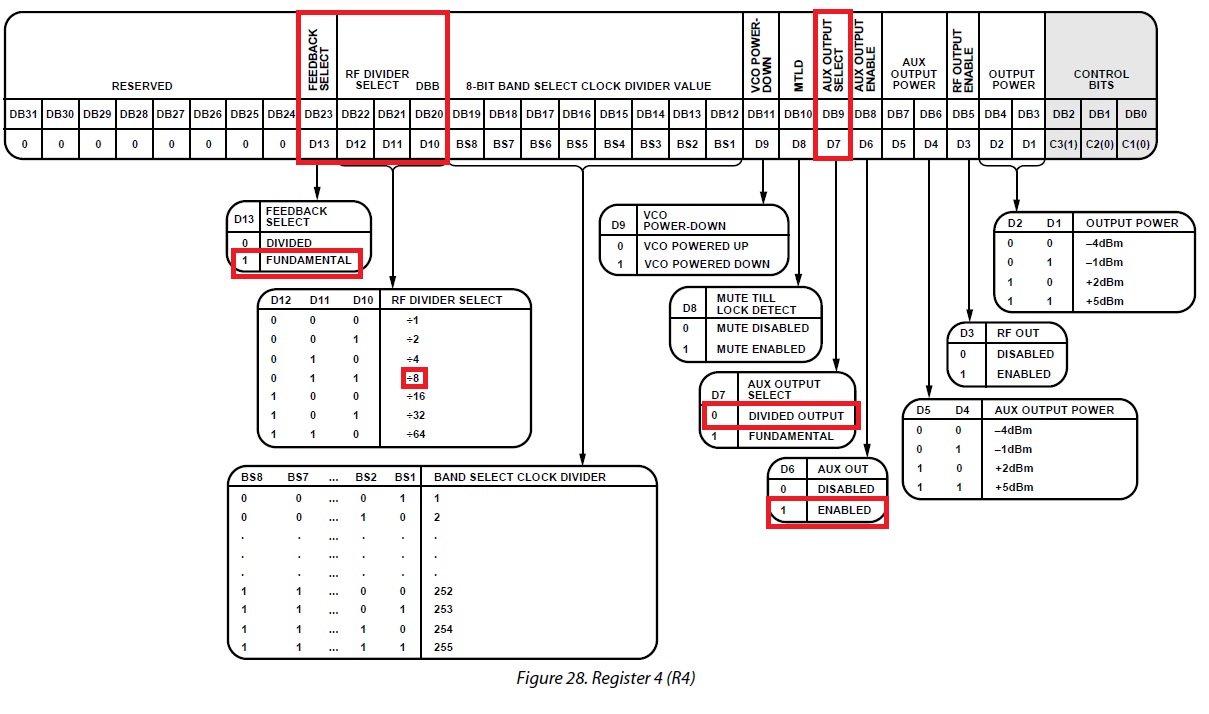 RESERVED
FEEDBACK SELECT
RF DIVIDER SELECT DBB
8-BIT BAND SELECT CLOCK DIVIDER VALUE
VCO POWER-DOWN
MTLD
AUX OUTPUT SELECT
AUX OUTPUT ENABLE
AUX OUTPUT POWER
RF OUTPUT ENABLE
OUTPUT POWER
CONTROL BITS
DB31 DB30 DB29 DB28 DB27 DB26 DB25 DB24 DB23 DB22 DB21 DB20 DB19 DB18 DB17 DB16 DB15 DB14 DB13 DB12 DB11 DB10 DB9 DB8 DB7 DB6 DB5 DB4 DB3 DB2 DB1 DB0
0 0 0 0 0 0 0 0 D13 D12 D11 D10 BS8 BS7 BS6 BS5 BS4 BS3 BS2 BS1 D9 D8 D7 D6 D5 D4 D3 D2 D1 C3(1) C2(0) C1(0)
D13 FEEDBACK SELECT
0 DIVIDED
1 FUNDAMENTAL
D12 D11 D10 RF DIVIDER SELECT
0 0 0 ÷1
0 0 1 ÷2
0 1 0 ÷4
0 1 1 ÷8
1 0 0 ÷16
1 0 1 ÷32
1 1 0 ÷64
BS8 BS7 ... BS2 BS1 BAND SELECT CLOCK DIVIDER
0 0 ... 0 1 1
0 0 ... 1 0 2
. . ... . . .
. . ... . . .
. . ... . . .
1 1 ... 0 0 252
1 1 ... 0 1 253
1 1 ... 1 0 254
1 1 ... 1 1 255
D9 VCO POWER-DOWN
0 VCO POWERED UP
1 VCO POWERED DOWN
D8 MUTE TILL LOCK DETECT
0 MUTE DISABLED
1 MUTE ENABLED
D7 AUX OUTPUT SELECT
0 DIVIDED OUTPUT
1 FUNDAMENTAL
D6 AUX OUT
0 DISABLED
1 ENABLED
D5 D4 AUX OUTPUT POWER
0 0 –4dBm
0 1 –1dBm
1 0 +2dBm
1 1 +5dBm
D3 RF OUT
0 DISABLED
1 ENABLED
D2 D1 OUTPUT POWER
0 0 –4dBm
0 1 –1dBm
1 0 +2dBm
1 1 +5dBm
Figure 28. Register 4 (R4)